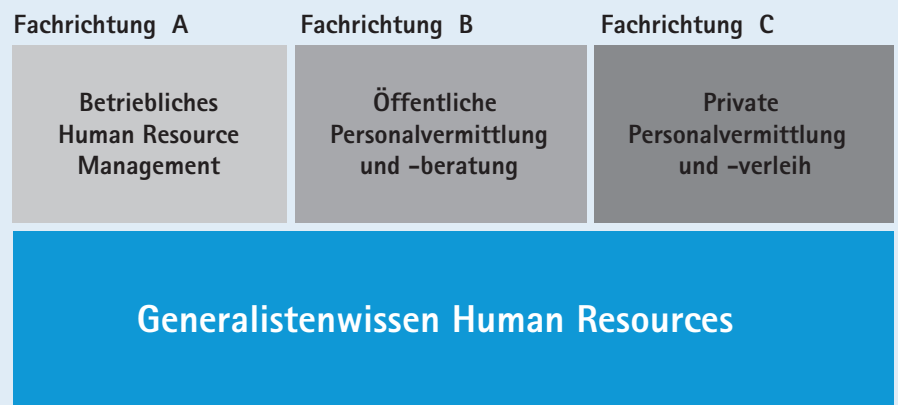 Fachrichtung A
Betriebliches
Human Resource
Management
Fachrichtung B
Öffentliche
Personalvermittlung
und -beratung
Fachrichtung C
Private
Personalvermittlung
und -verleih
Generalistenwissen Human Resources